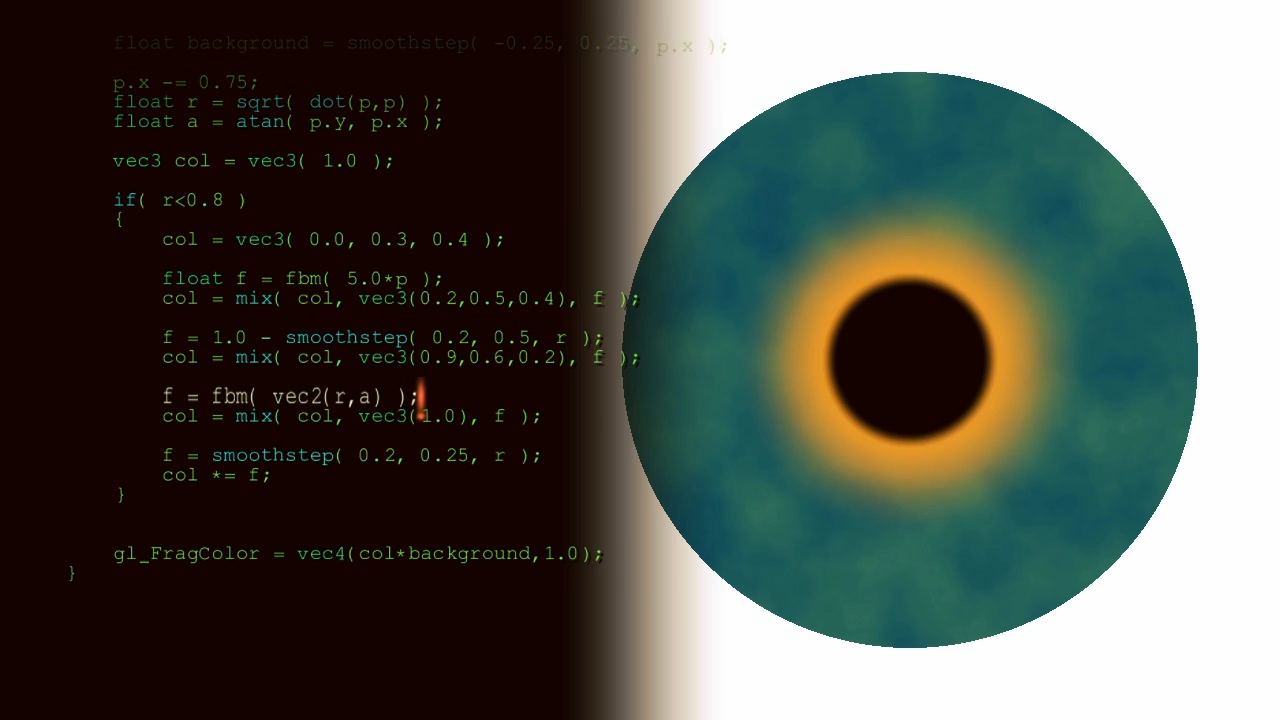 float background = smoothstep( -0.25, 0.25, p.x );
p.x -= 0.75;
float r = sqrt( dot(p,p) );
float a = atan( p.y, p.x );
vec3 col = vec3( 1.0 );
if( r<0.8 )
{
col = vec3( 0.0, 0.3, 0.4 );
float f = fbm( 5.0*p );
col = mix( col, vec3(0.2,0.5,0.4), f );
f = 1.0 - smoothstep( 0.2, 0.5, r );
col = mix( col, vec3(0.9,0.6,0.2), f );
f = fbm( vec2(r,a) );
col = mix( col, vec3(1.0), f );
f = smoothstep( 0.2, 0.25, r );
col *= f;
}
gl_FragColor = vec4(col*background,1.0);
}